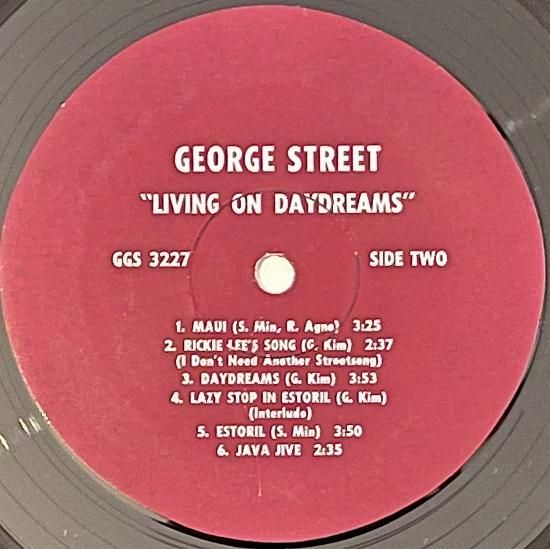 GEORGE STREET
"LIVING ON DAYDREAMS"
GGS 3227
SIDE TWO
1. MAUI (S. Min, R. Agne) 3:25
2. RICKIE LEE'S SONG (G. Kim) 2:37
(I Don't Need Another Streetsong)
3. DAYDREAMS (G. Kim) 3:53
4. LAZY STOP IN ESTORIL (G. Kim)
(Interlude)
5. ESTORIL (S. Min) 3:50
6. JAVA JIVE 2:35